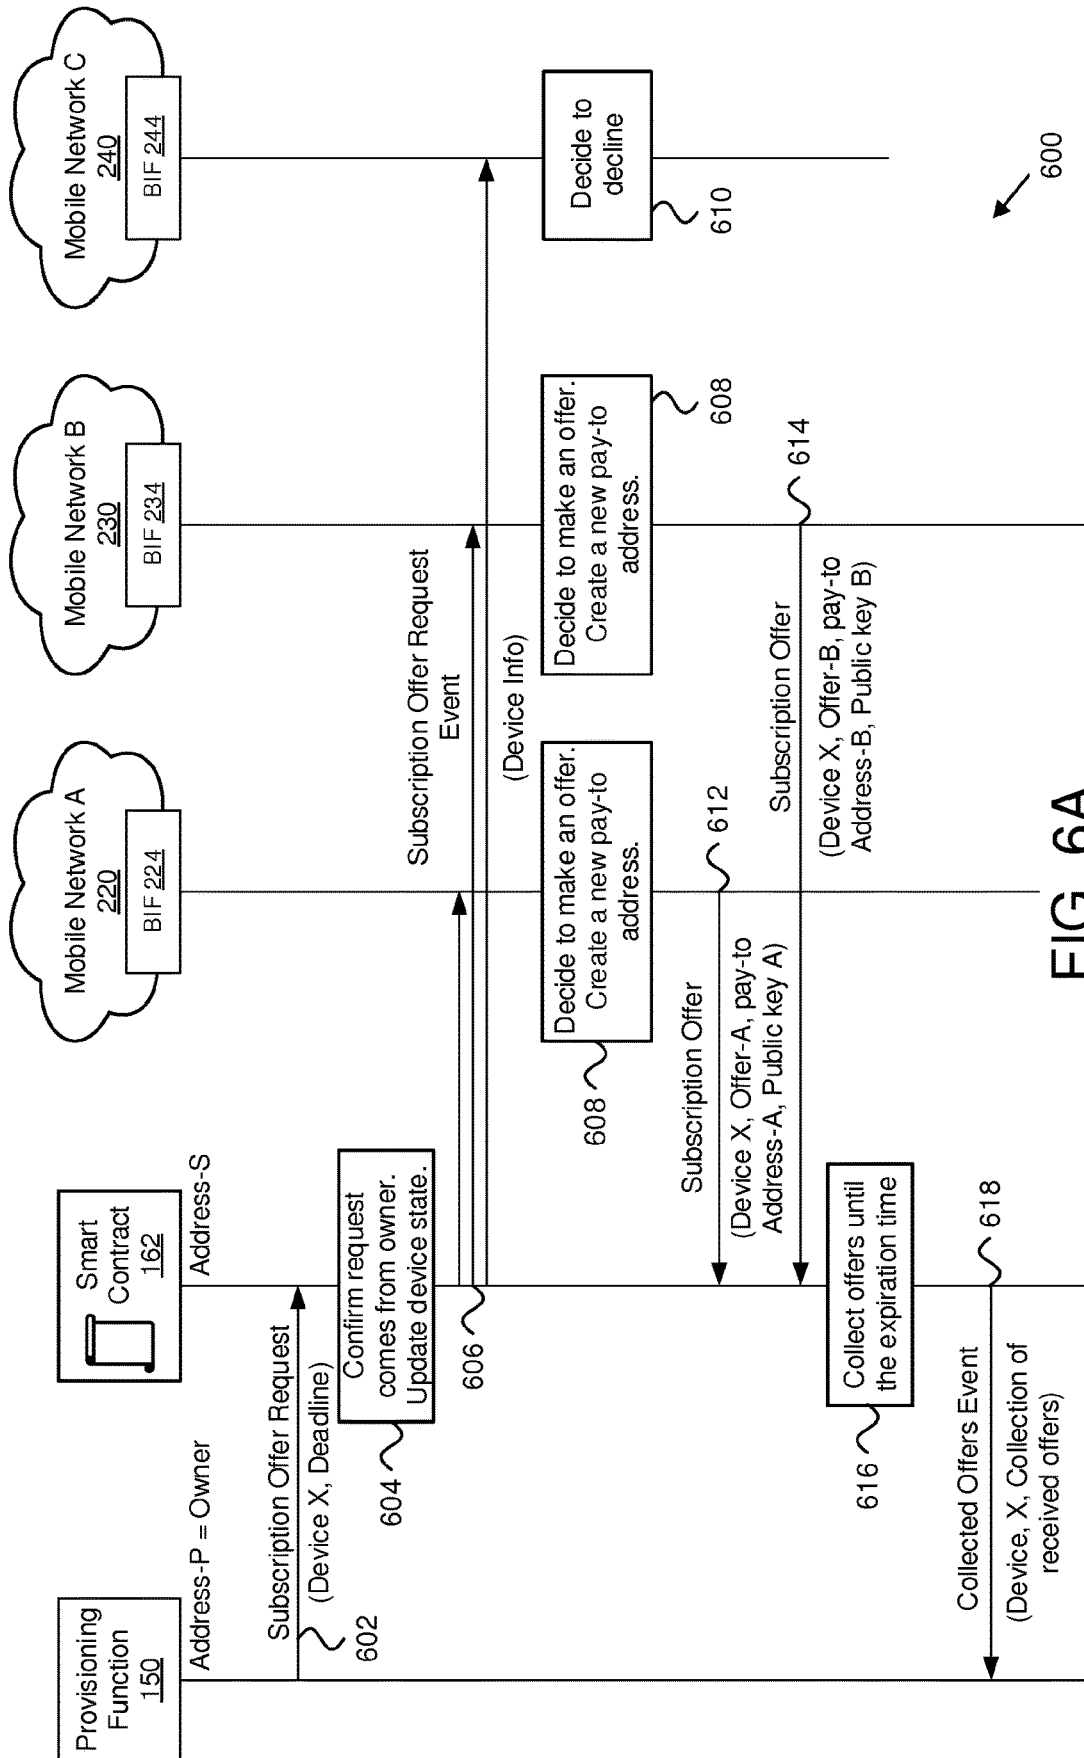 Provisioning
Function
150
Address-P = Owner
Smart
Contract
162
Address-S
Mobile Network A
220
BIF 224
Mobile Network B
230
BIF 234
Mobile Network C
240
BIF 244
Subscription Offer Request
(Device X, Deadline)
602
Confirm request
comes from owner.
Update device state.
604
Subscription Offer Request
Event
(Device Info)
606
Decide to make an offer.
Create a new pay-to
address.
608
Decide to make an offer.
Create a new pay-to
address.
608
Decide to
decline
610
Subscription Offer
(Device X, Offer-A, pay-to
Address-A, Public key A)
612
Subscription Offer
(Device X, Offer-B, pay-to
Address-B, Public key B)
614
Collect offers until
the expiration time
616
Collected Offers Event
(Device, X, Collection of
received offers)
618
600
FIG. 6A